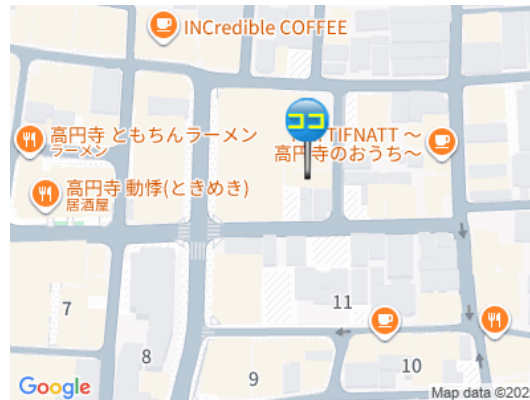 INCredible COFFEE
高円寺 ともちんラーメン
ラーメン
ココ
TIFNATT 〜
高円寺のおうち〜
高円寺 動悸(ときめき)
居酒屋
7
11
8
9
10
Google
Map data ©202